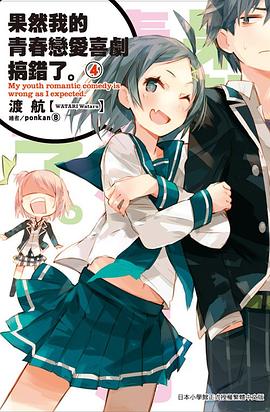 果然我的
青春戀愛喜劇
搞錯了。④
My youth romantic comedy is
wrong as I expected.
渡 航【WATARI Wataru】
繪者／ponkan⑧
日本小學館正式授權繁體中文版